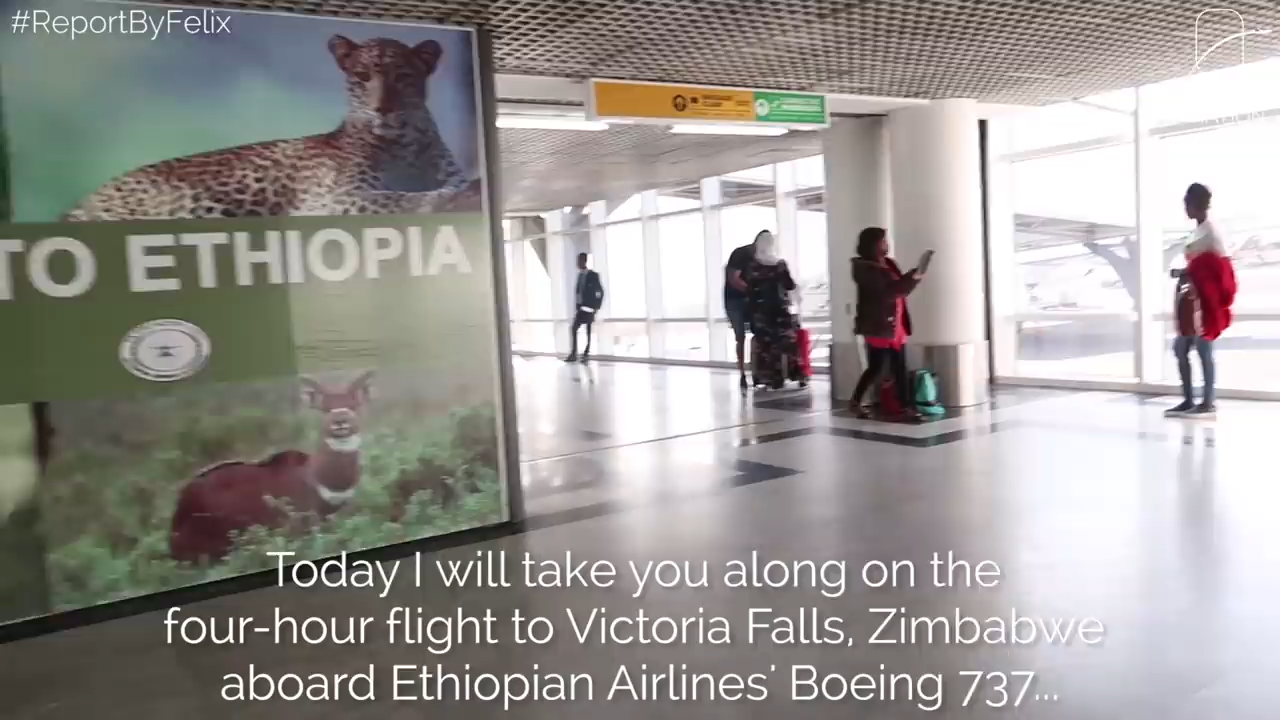 #ReportByFelix
TO ETHIOPIA
Today I will take you along on the
four-hour flight to Victoria Falls, Zimbabwe
aboard Ethiopian Airlines' Boeing 737...